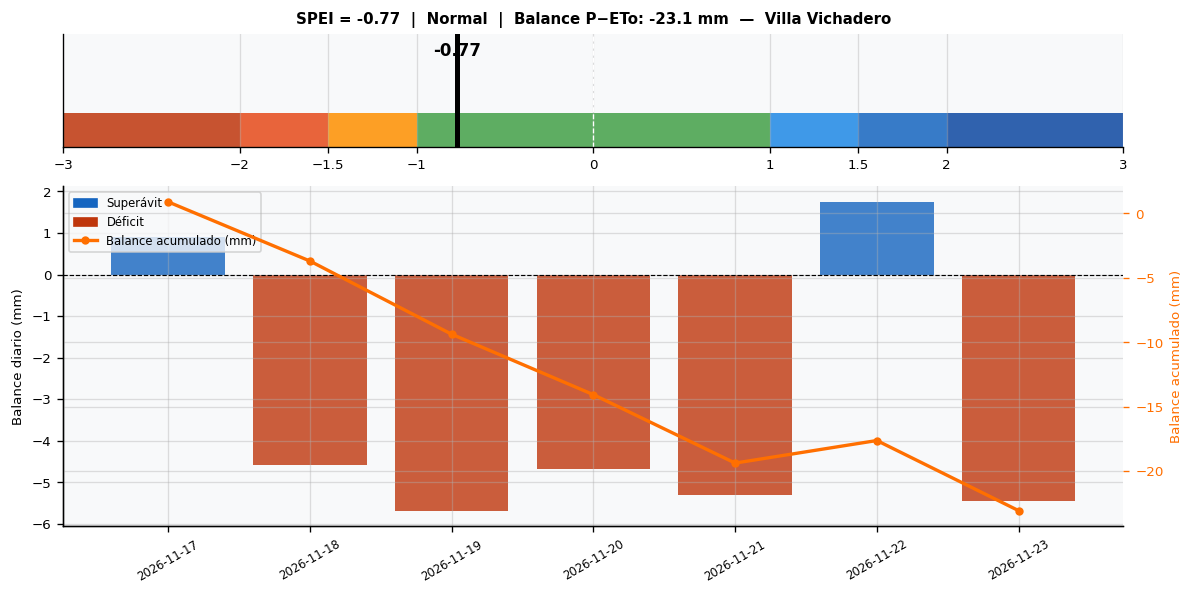 SPEI = -0.77 | Normal | Balance P−ETo: -23.1 mm — Villa Vichadero
-0.77
−3 −2 −1.5 −1 0 1 1.5 2 3
Superávit
Déficit
Balance acumulado (mm)
Balance diario (mm)
2
1
0
−1
−2
−3
−4
−5
−6
0
−5
−10
−15
−20
Balance acumulado (mm)
2026-11-17 2026-11-18 2026-11-19 2026-11-20 2026-11-21 2026-11-22 2026-11-23